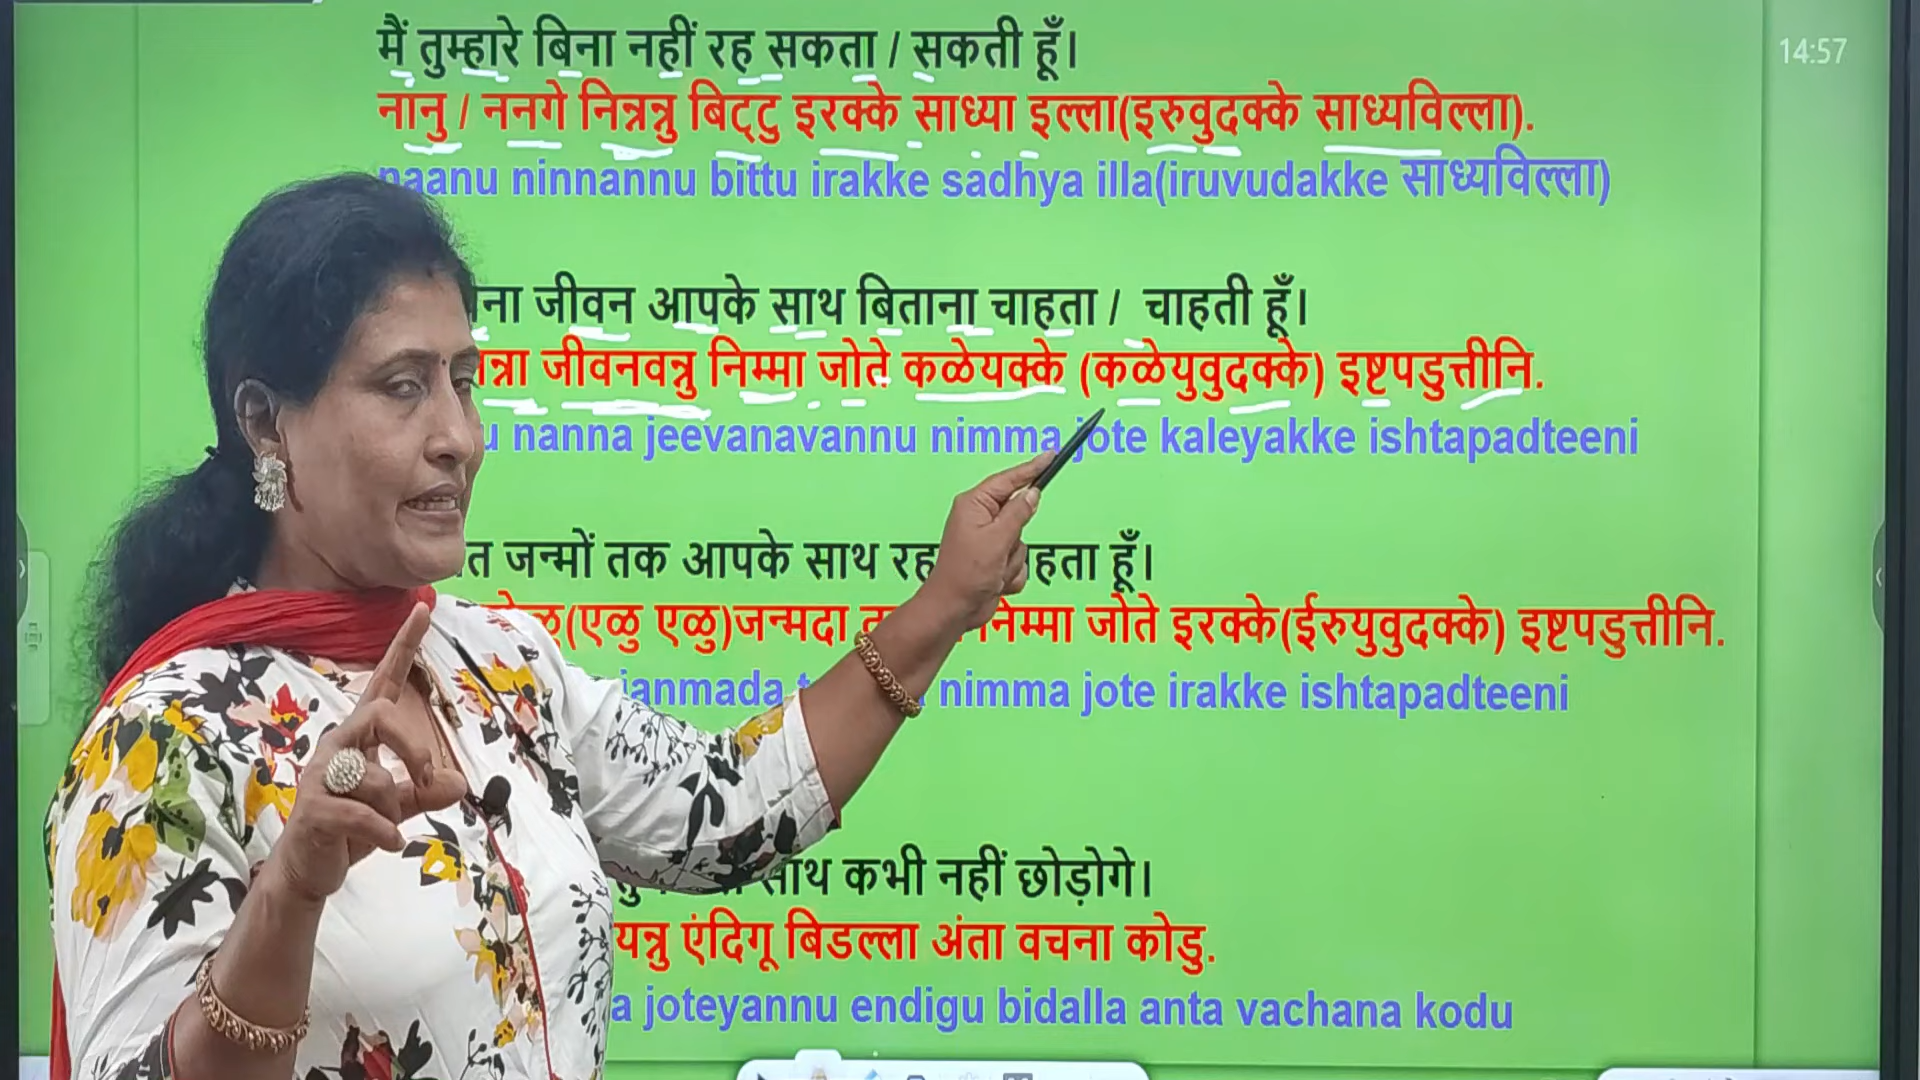 14:57
मैं तुम्हारे बिना नहीं रह सकता / सकती हूँ।
नानु / ननगे निन्नन्नु बिट्टु इरक्के साध्या इल्ला(इरुवुदक्के साध्यविल्ला).
naanu ninnannu bittu irakke sadhya illa(iruvudakke साध्यविल्ला)
जीवन आपके साथ बिताना चाहता / चाहती हूँ।
जीवनवन्नु निम्मा जोते कळेयक्के (कळेयुवुदक्के) इष्टपडुत्तीनि.
nanna jeevanavannu nimma jote kaleyakke ishtapadteeni
जन्मों तक आपके साथ हूँ।
(एळु एळु)जन्मदा निम्मा जोते इरक्के(ईरुयुवुदक्के) इष्टपडुत्तीनि.
janmada nimma jote irakke ishtapadteeni
साथ कभी नहीं छोड़ोगे।
एंदिगू बिडल्ला अंता वचना कोडु.
joteyannu endigu bidalla anta vachana kodu